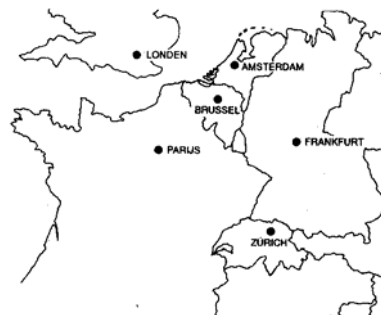 LONDEN
AMSTERDAM
BRUSSEL
FRANKFURT
PARIJS
ZÜRICH